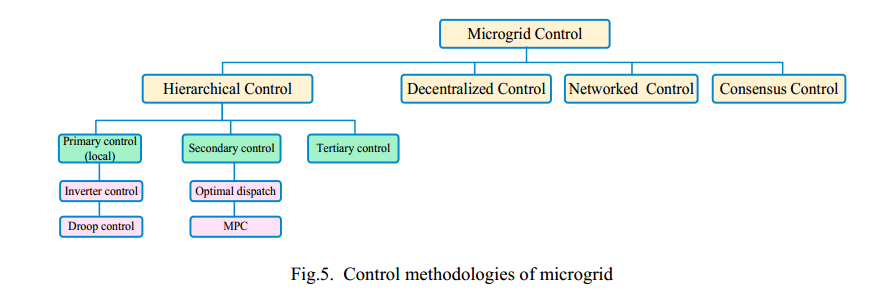 Microgrid Control
Hierarchical Control
Decentralized Control
Networked Control
Consensus Control
Primary control
(local)
Secondary control
Tertiary control
Inverter control
Optimal dispatch
Droop control
MPC
Fig.5. Control methodologies of microgrid